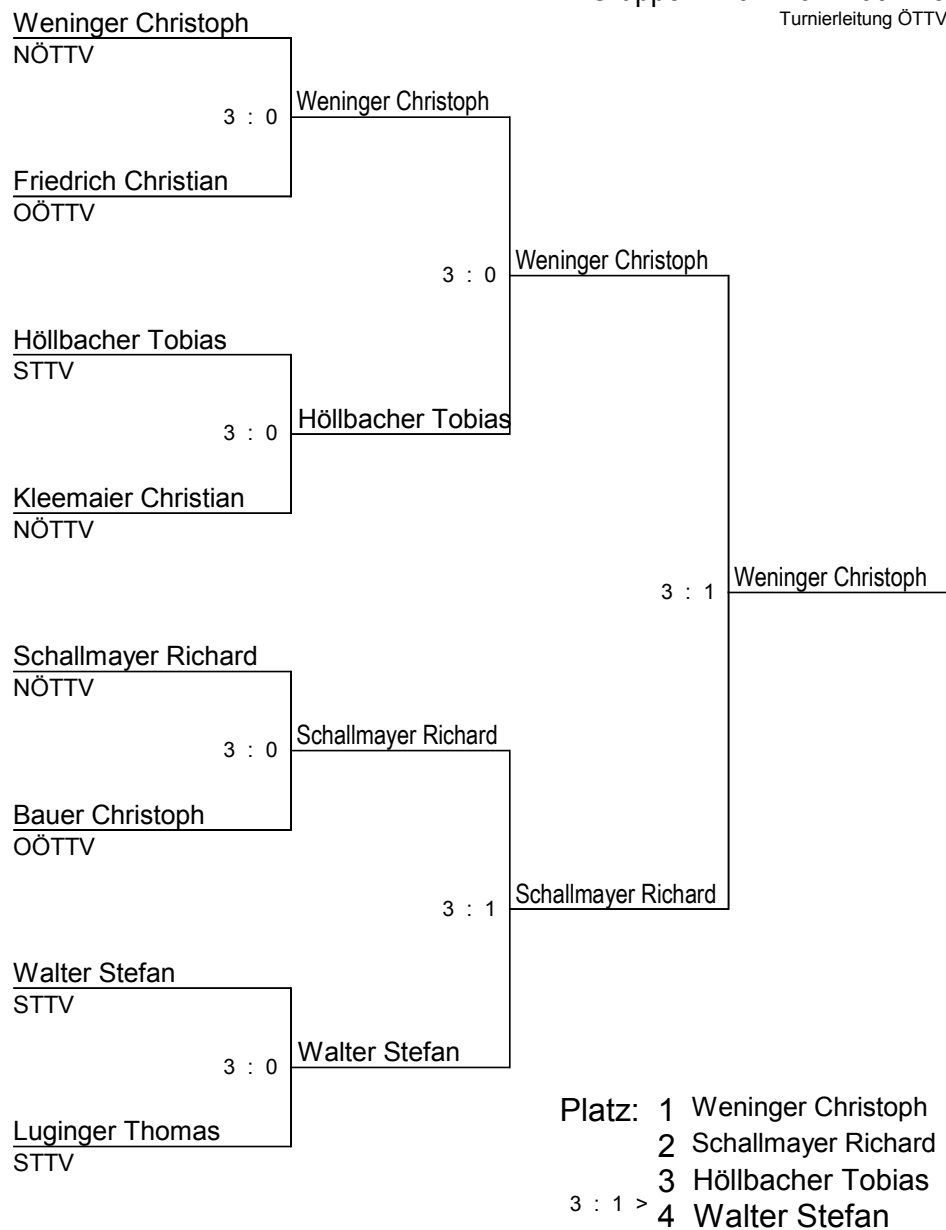 Turnierleitung ÖTTV
Weninger Christoph
NÖTTV
3 : 0
Weninger Christoph
Friedrich Christian
OÖTTV
3 : 0
Weninger Christoph
Höllbacher Tobias
STTV
3 : 0
Höllbacher Tobias
Kleemaier Christian
NÖTTV
3 : 1
Weninger Christoph
Schallmayer Richard
NÖTTV
3 : 0
Schallmayer Richard
Bauer Christoph
OÖTTV
3 : 1
Schallmayer Richard
Walter Stefan
STTV
3 : 0
Walter Stefan
Luginger Thomas
STTV
Platz: 1 Weninger Christoph
2 Schallmayer Richard
3 Höllbacher Tobias
3 : 1 >
4 Walter Stefan